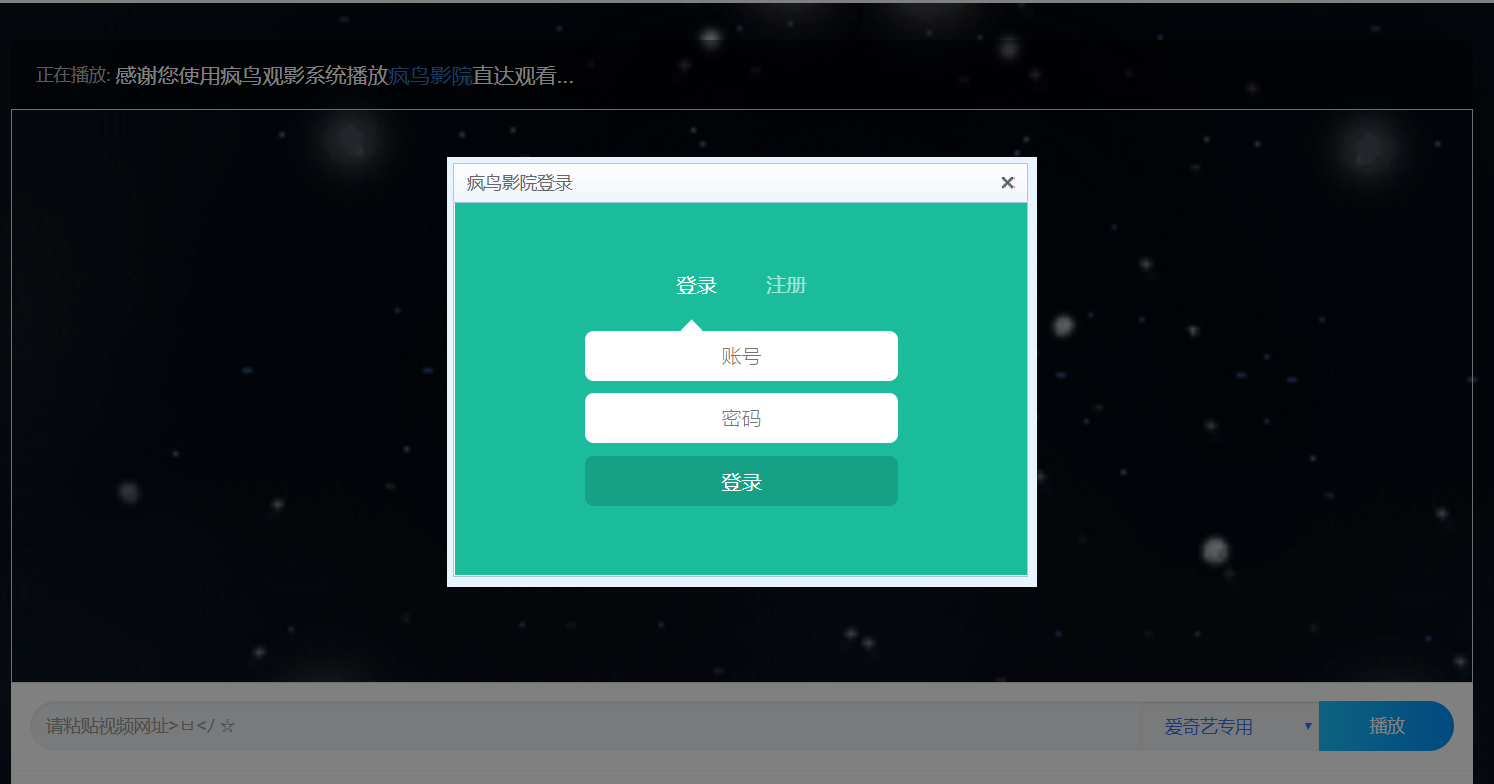 正在播放: 感谢您使用疯鸟观影系统播放疯鸟影院直达观看...
疯鸟影院登录
登录 注册
账号
密码
登录
请粘贴视频网址>ㅂ</ ☆ 爱奇艺专用 ▾ 播放